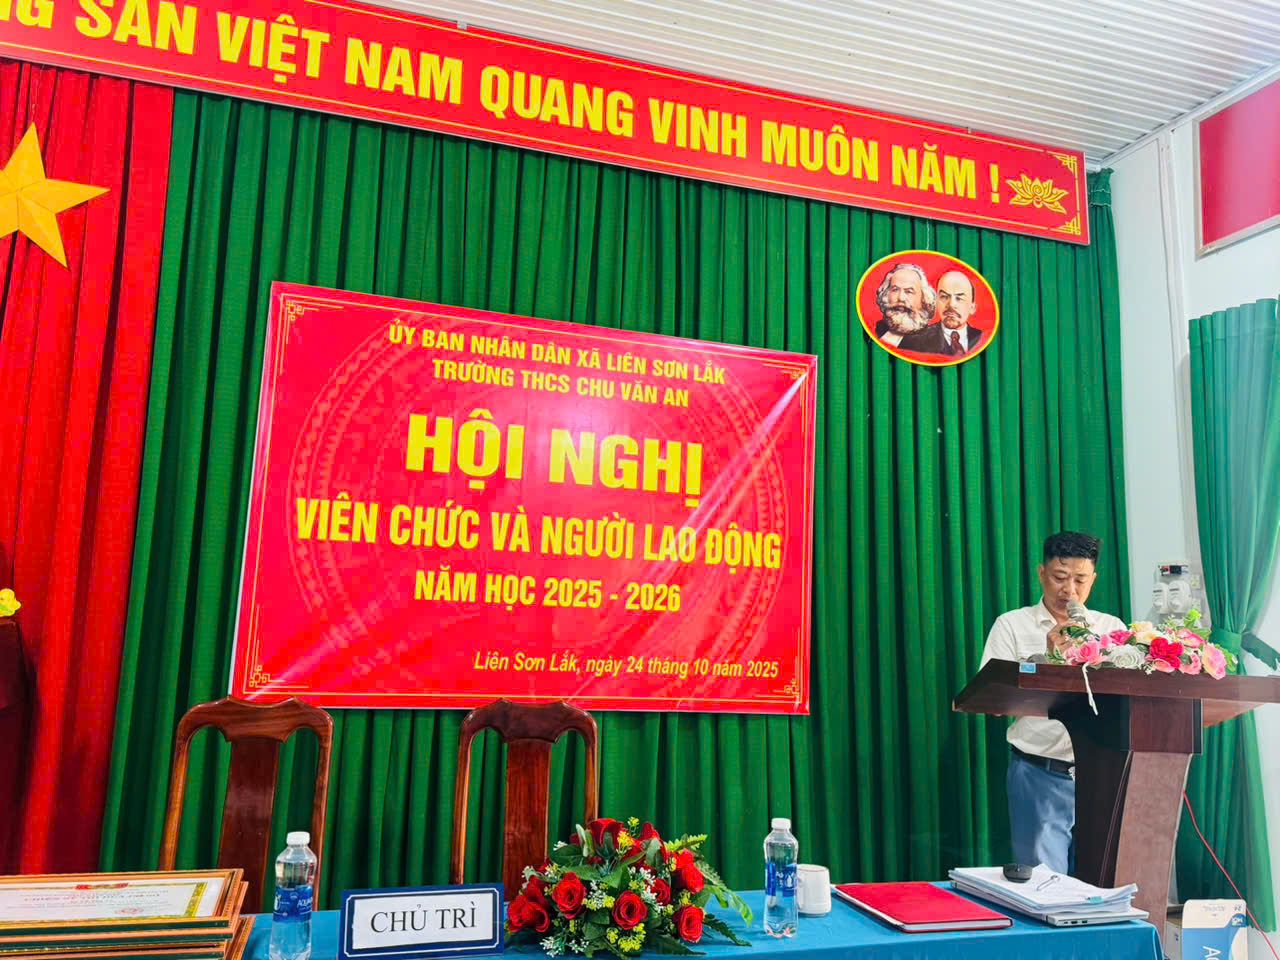 NG SẢN VIỆT NAM QUANG VINH MUÔN NĂM !
ỦY BAN NHÂN DÂN XÃ LIÊN SƠN LẮK
TRƯỜNG THCS CHU VĂN AN
HỘI NGHỊ
VIÊN CHỨC VÀ NGƯỜI LAO ĐỘNG
NĂM HỌC 2025 - 2026
Liên Sơn Lắk, ngày 24 tháng 10 năm 2025
CHỦ TRÌ